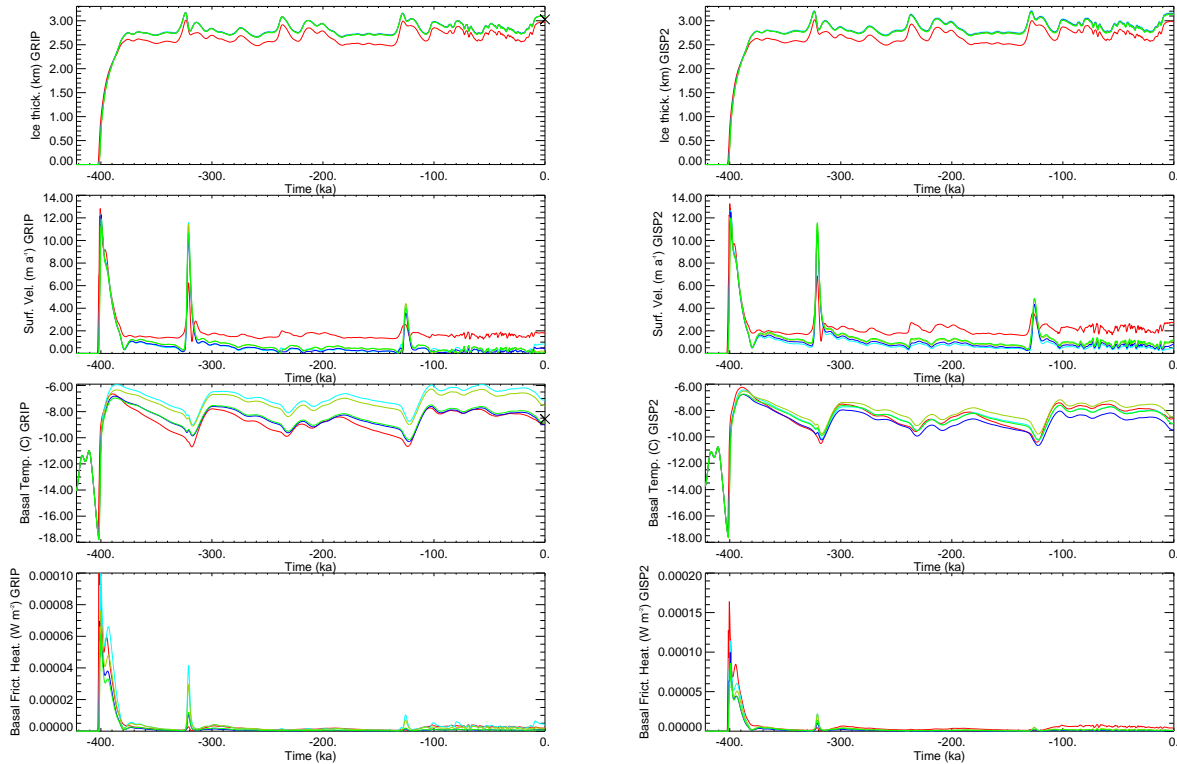 Ice thick. (km) GRIP
3.00
2.50
2.00
1.50
1.00
0.50
0.00
-400. -300. -200. -100. 0.
Time (ka)
Ice thick. (km) GISP2
3.00
2.50
2.00
1.50
1.00
0.50
0.00
-400. -300. -200. -100. 0.
Time (ka)
Surf. Vel. (m a⁻¹) GRIP
14.00
12.00
10.00
8.00
6.00
4.00
2.00
0.00
-400. -300. -200. -100. 0.
Time (ka)
Surf. Vel. (m a⁻¹) GISP2
14.00
12.00
10.00
8.00
6.00
4.00
2.00
0.00
-400. -300. -200. -100. 0.
Time (ka)
Basal Temp. (C) GRIP
-6.00
-8.00
-10.00
-12.00
-14.00
-16.00
-18.00
-400. -300. -200. -100. 0.
Time (ka)
Basal Temp. (C) GISP2
-6.00
-8.00
-10.00
-12.00
-14.00
-16.00
-18.00
-400. -300. -200. -100. 0.
Time (ka)
Basal Frict. Heat. (W m⁻²) GRIP
0.00010
0.00008
0.00006
0.00004
0.00002
0.00000
-400. -300. -200. -100. 0.
Time (ka)
Basal Frict. Heat. (W m⁻²) GISP2
0.00020
0.00015
0.00010
0.00005
0.00000
-400. -300. -200. -100. 0.
Time (ka)